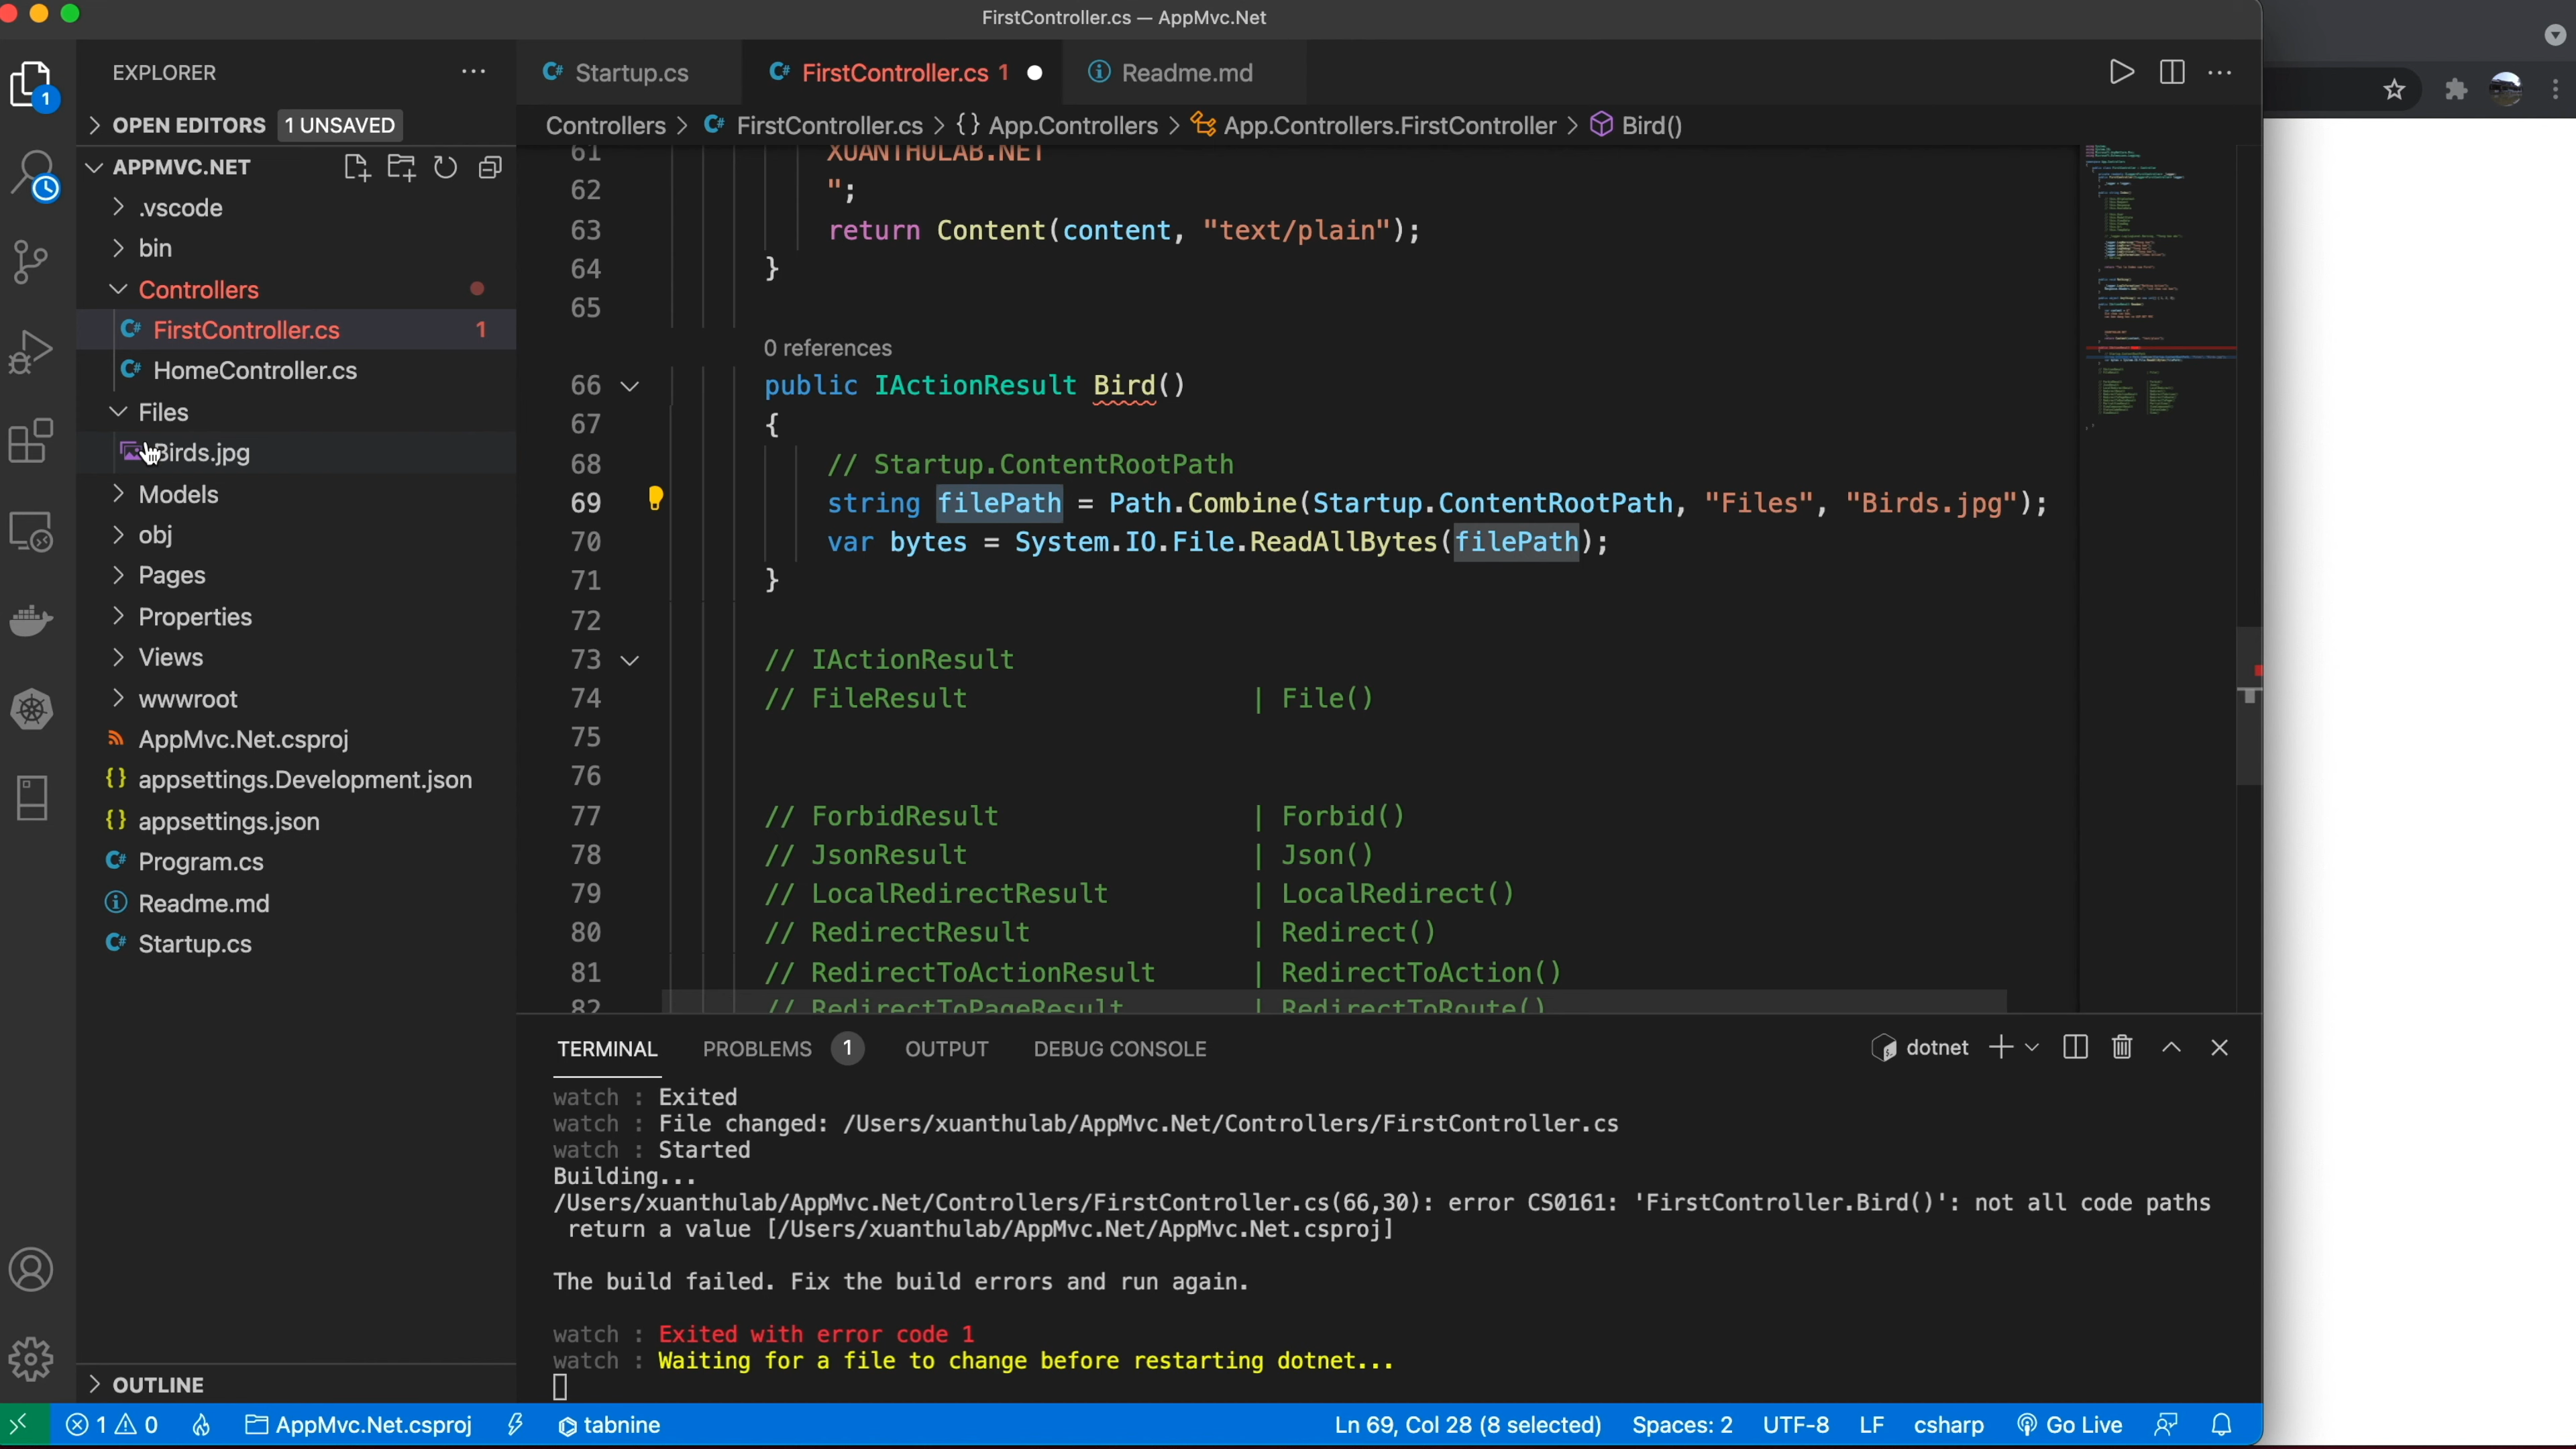 FirstController.cs — AppMvc.Net
EXPLORER
Startup.cs
FirstController.cs 1
Readme.md
OPEN EDITORS 1 UNSAVED
Controllers > FirstController.cs > {} App.Controllers > App.Controllers.FirstController > Bird()
APPMVC.NET
.vscode
bin
Controllers
FirstController.cs 1
HomeController.cs
Files
Birds.jpg
Models
obj
Pages
Properties
Views
wwwroot
AppMvc.Net.csproj
{} appsettings.Development.json
{} appsettings.json
Program.cs
Readme.md
Startup.cs
OUTLINE
61 XUANTHULAB.NET
62 ";
63 return Content(content, "text/plain");
64 }
65
0 references
66 public IActionResult Bird()
67 {
68 // Startup.ContentRootPath
69 string filePath = Path.Combine(Startup.ContentRootPath, "Files", "Birds.jpg");
70 var bytes = System.IO.File.ReadAllBytes(filePath);
71 }
72
73 // IActionResult
74 // FileResult | File()
75
76
77 // ForbidResult | Forbid()
78 // JsonResult | Json()
79 // LocalRedirectResult | LocalRedirect()
80 // RedirectResult | Redirect()
81 // RedirectToActionResult | RedirectToAction()
82 // RedirectToPageResult | RedirectToRoute()
TERMINAL PROBLEMS 1 OUTPUT DEBUG CONSOLE
dotnet
watch : Exited
watch : File changed: /Users/xuanthulab/AppMvc.Net/Controllers/FirstController.cs
watch : Started
Building...
/Users/xuanthulab/AppMvc.Net/Controllers/FirstController.cs(66,30): error CS0161: 'FirstController.Bird()': not all code paths
return a value [/Users/xuanthulab/AppMvc.Net/AppMvc.Net.csproj]
The build failed. Fix the build errors and run again.
watch : Exited with error code 1
watch : Waiting for a file to change before restarting dotnet...
1 0 AppMvc.Net.csproj tabnine Ln 69, Col 28 (8 selected) Spaces: 2 UTF-8 LF csharp Go Live